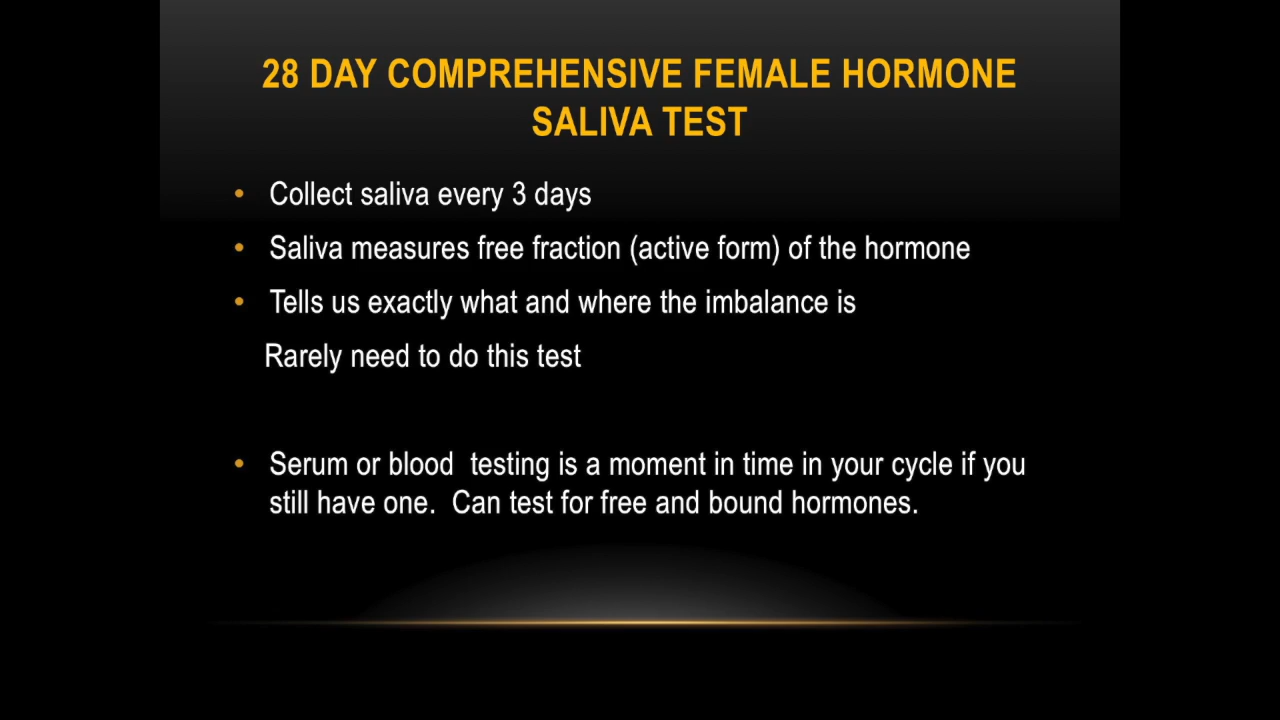 28 DAY COMPREHENSIVE FEMALE HORMONE
SALIVA TEST
• Collect saliva every 3 days
• Saliva measures free fraction (active form) of the hormone
• Tells us exactly what and where the imbalance is
Rarely need to do this test
• Serum or blood  testing is a moment in time in your cycle if you
still have one.  Can test for free and bound hormones.